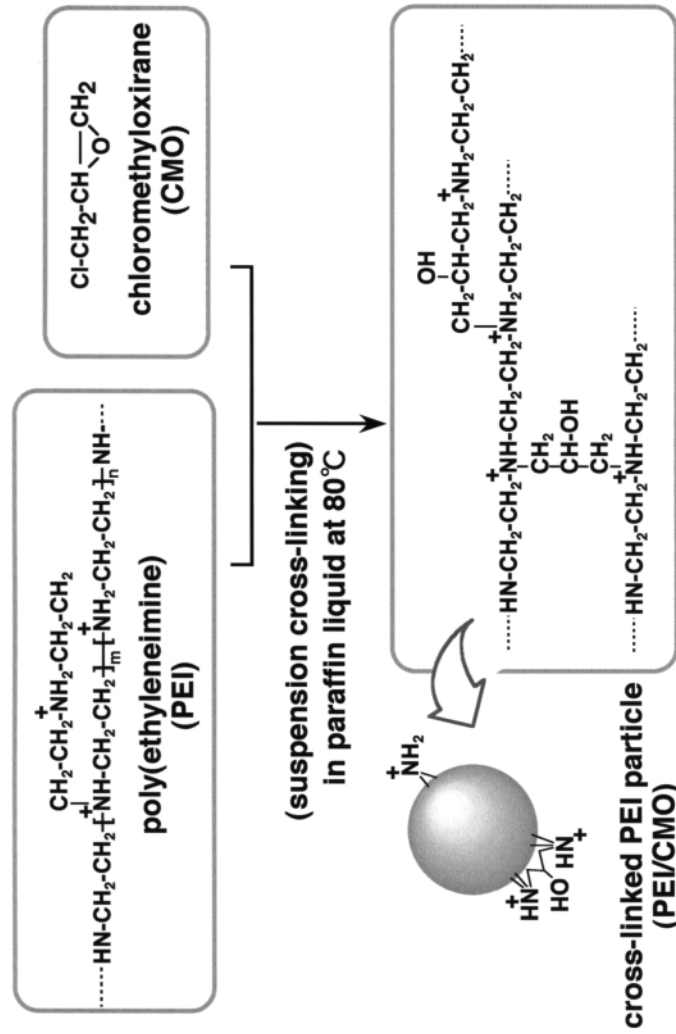 CH₂-CH₂-NH₂-CH₂-CH₂
+
+
+
----HN-CH₂-CH₂-[-NH-CH₂-CH₂-]m-[-NH₂-CH₂-CH₂-]n-NH----
poly(ethyleneimine)
(PEI)
Cl-CH₂-CH—CH₂
O
chloromethyloxirane
(CMO)
(suspension cross-linking)
in paraffin liquid at 80℃
+
NH₂
+
HN
HO
HN
+
cross-linked PEI particle
(PEI/CMO)
OH
CH₂-CH-CH₂-NH₂-CH₂-CH₂----
+
+
+
----HN-CH₂-CH₂-NH-CH₂-CH₂-NH₂-CH₂-CH₂----
CH₂
CH-OH
CH₂
+
----HN-CH₂-CH₂-NH-CH₂-CH₂----